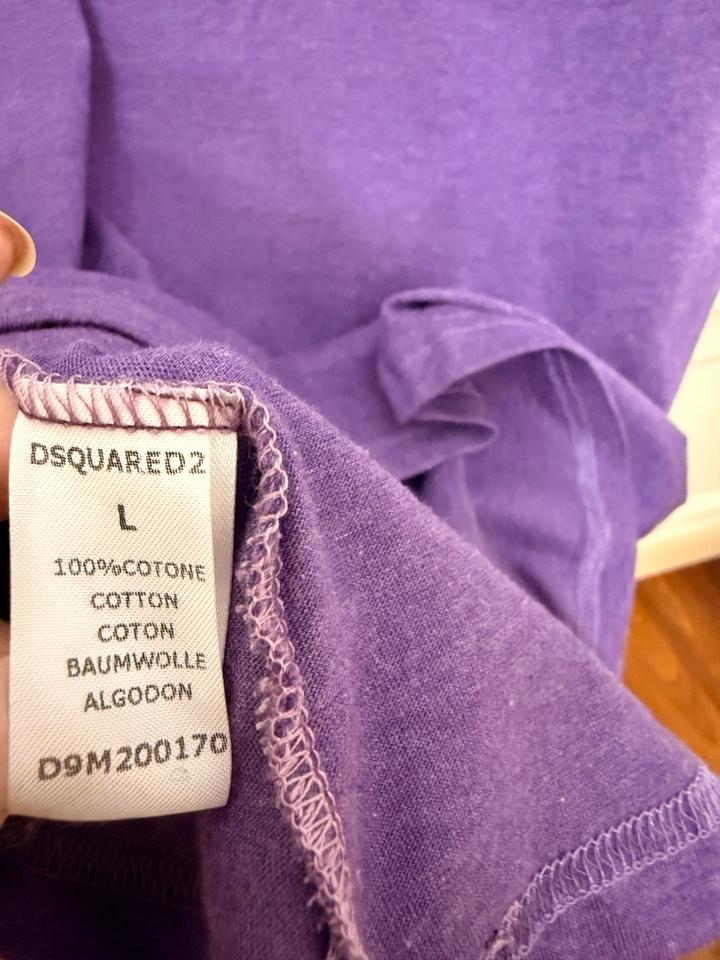 DSQUARED2
L
100%COTONE
COTTON
COTON
BAUMWOLLE
ALGODON
D9M200170